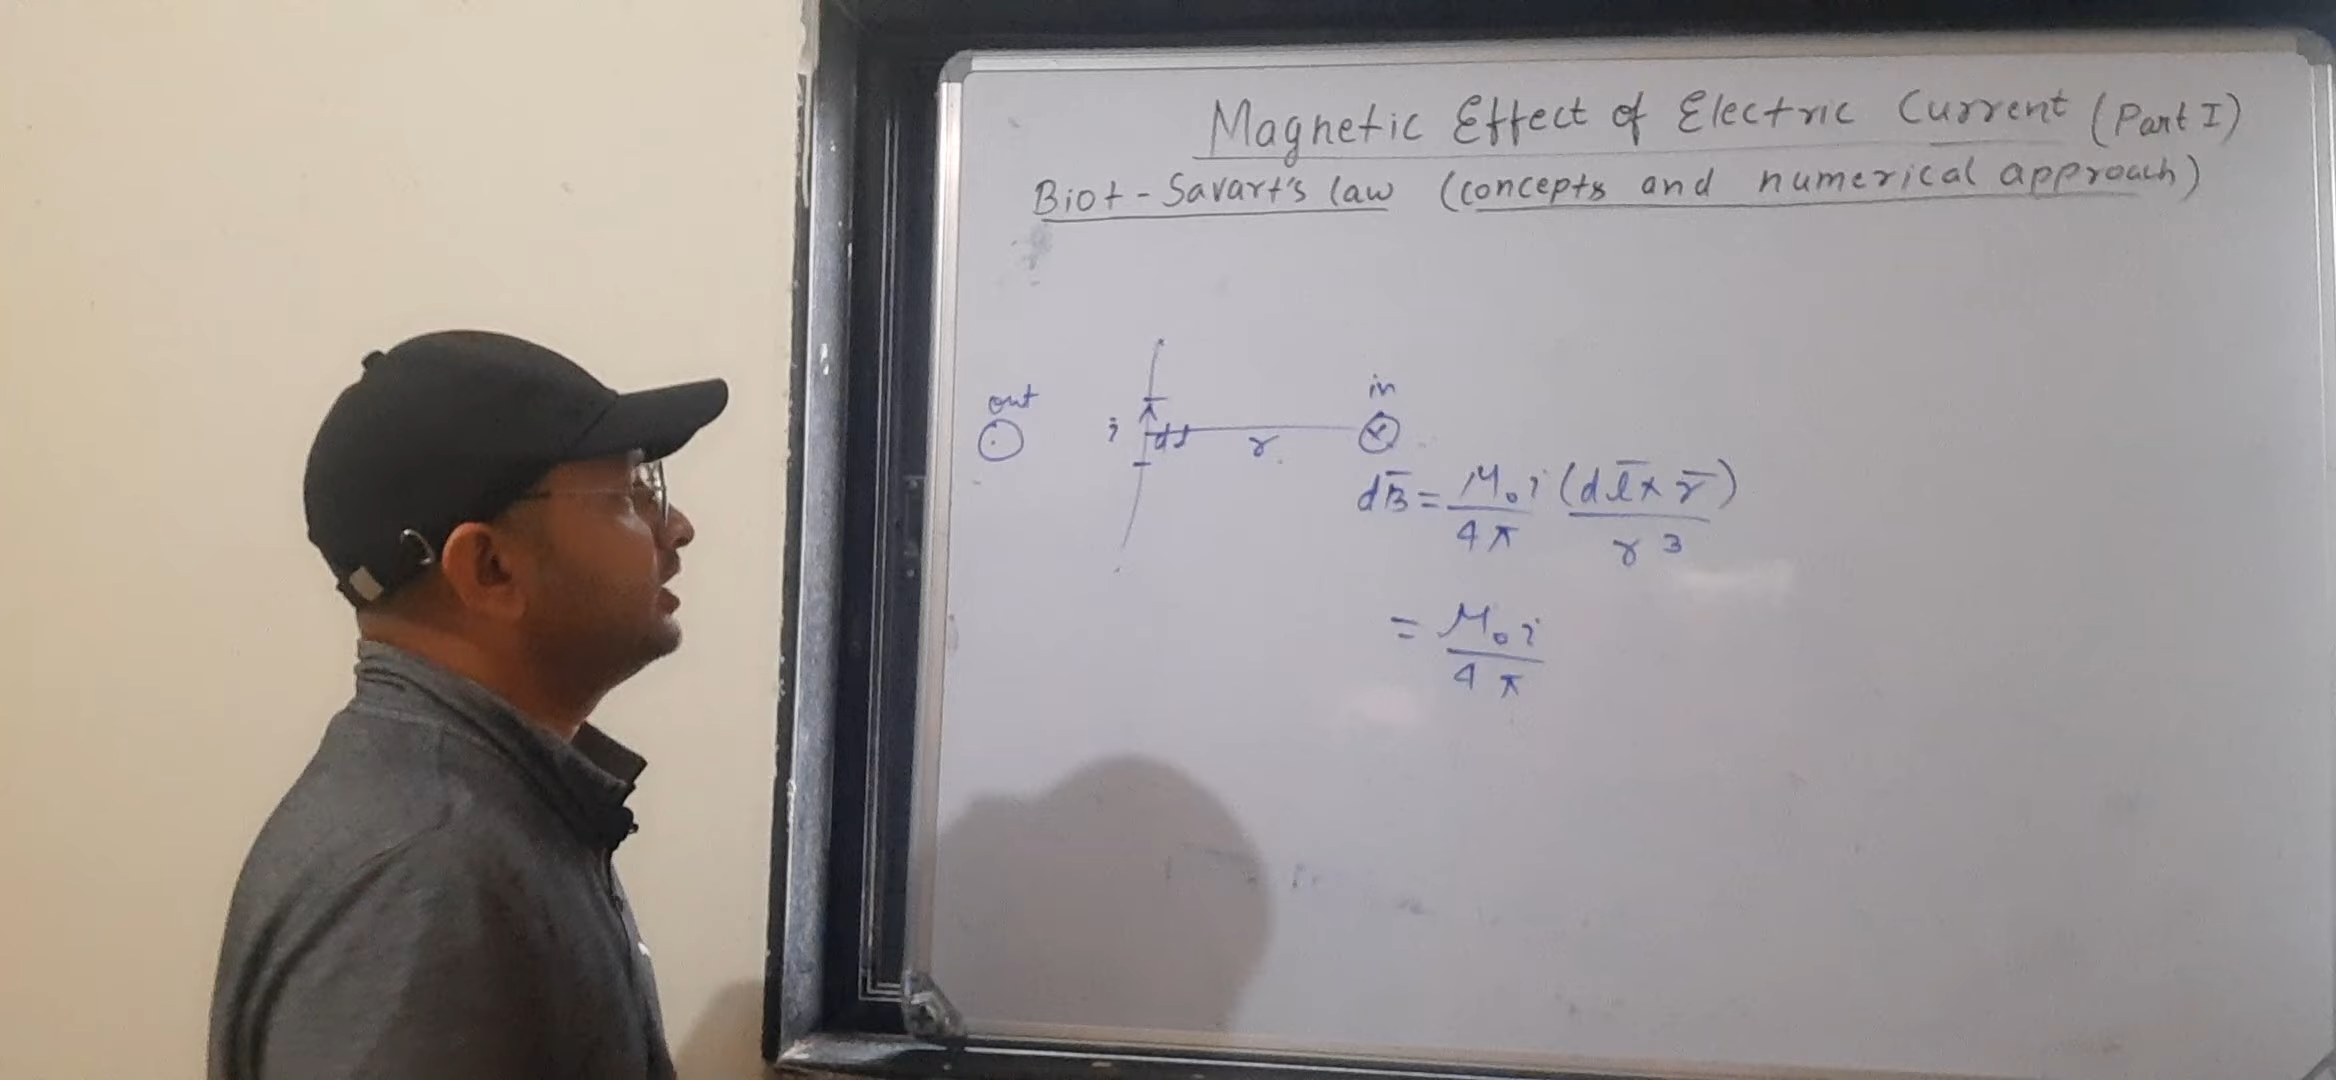 Magnetic Effect of Electric Current (Part I)
Biot-Savart's law (concepts and numerical approach)
out
in
i
dl
r
dB̅ = μ₀i/4π (dl̅ × r̅)/r³
= μ₀i/4π